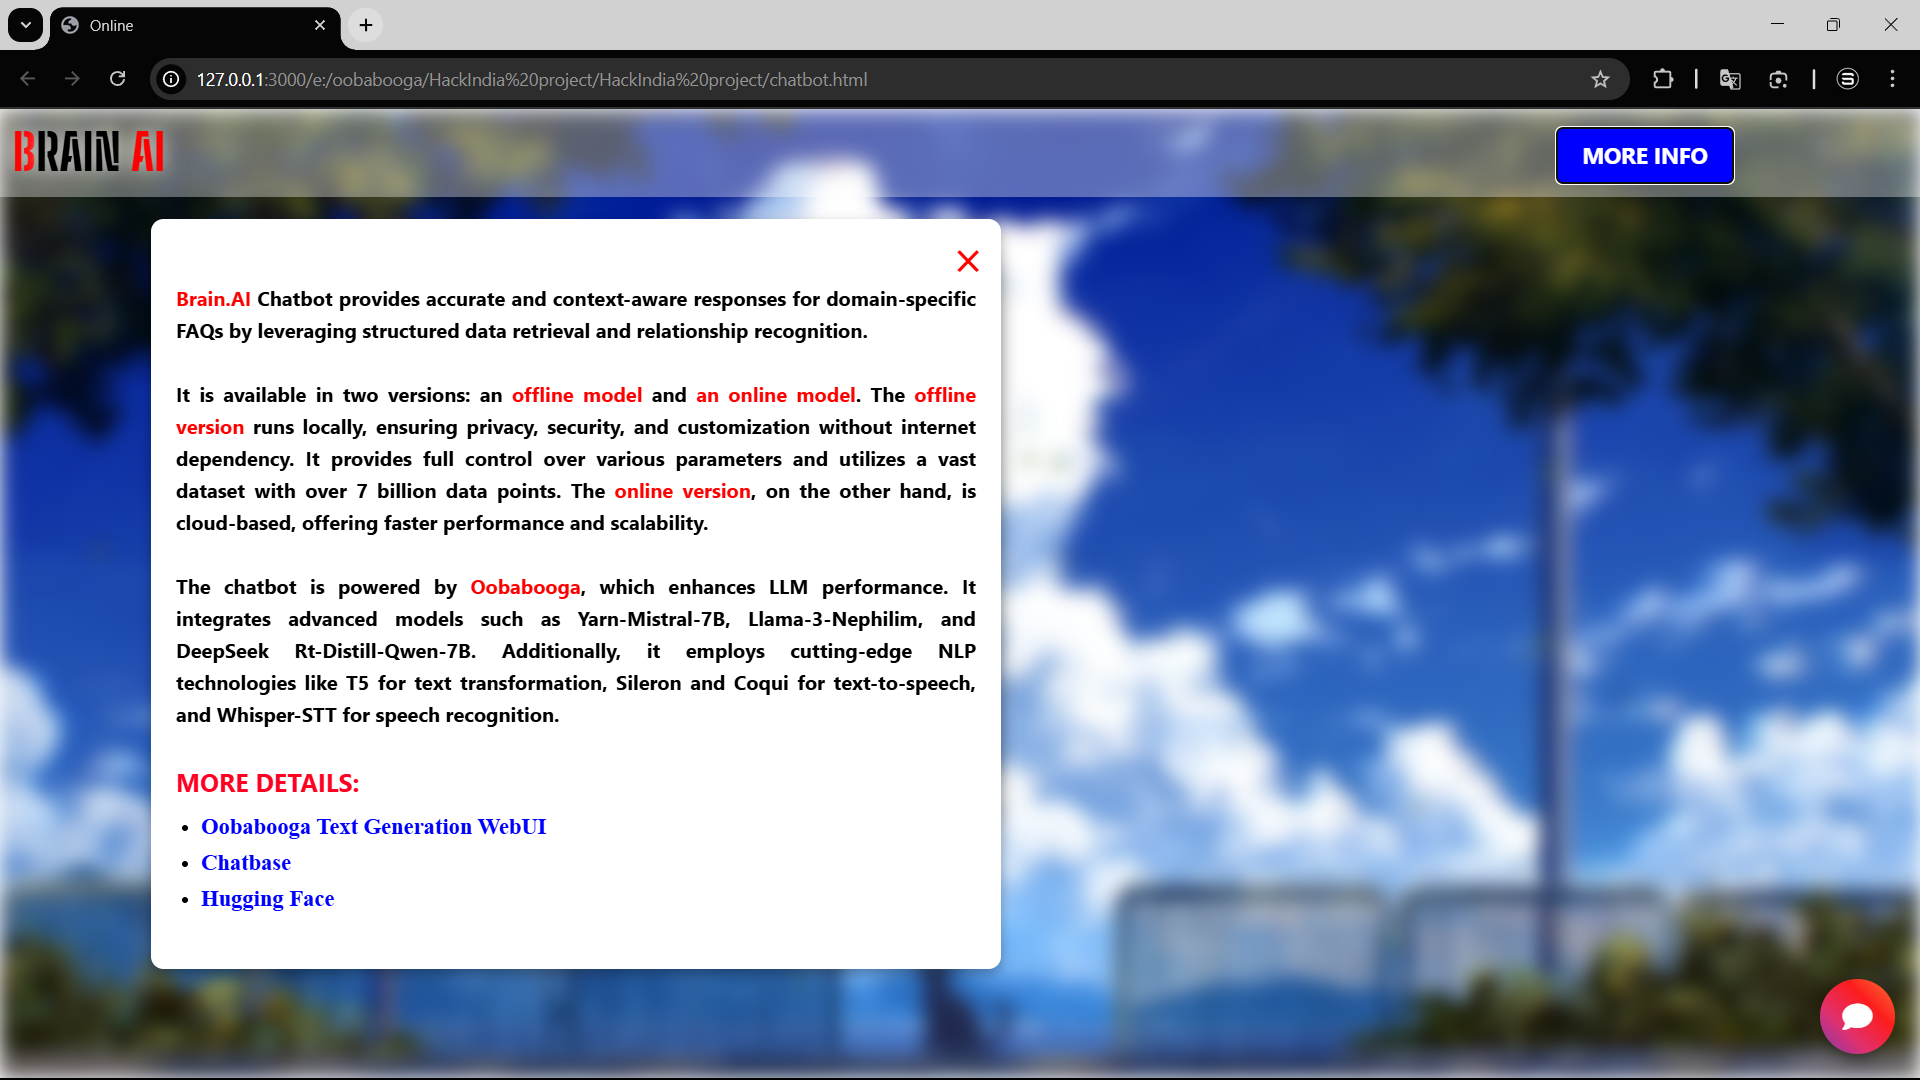 Online
127.0.0.1:3000/e:/oobabooga/HackIndia%20project/HackIndia%20project/chatbot.html
BRAIN AI
MORE INFO
Brain.AI Chatbot provides accurate and context-aware responses for domain-specific
FAQs by leveraging structured data retrieval and relationship recognition.
It is available in two versions: an offline model and an online model. The offline
version runs locally, ensuring privacy, security, and customization without internet
dependency. It provides full control over various parameters and utilizes a vast
dataset with over 7 billion data points. The online version, on the other hand, is
cloud-based, offering faster performance and scalability.
The chatbot is powered by Oobabooga, which enhances LLM performance. It
integrates advanced models such as Yarn-Mistral-7B, Llama-3-Nephilim, and
DeepSeek Rt-Distill-Qwen-7B. Additionally, it employs cutting-edge NLP
technologies like T5 for text transformation, Sileron and Coqui for text-to-speech,
and Whisper-STT for speech recognition.
MORE DETAILS:
• Oobabooga Text Generation WebUI
• Chatbase
• Hugging Face